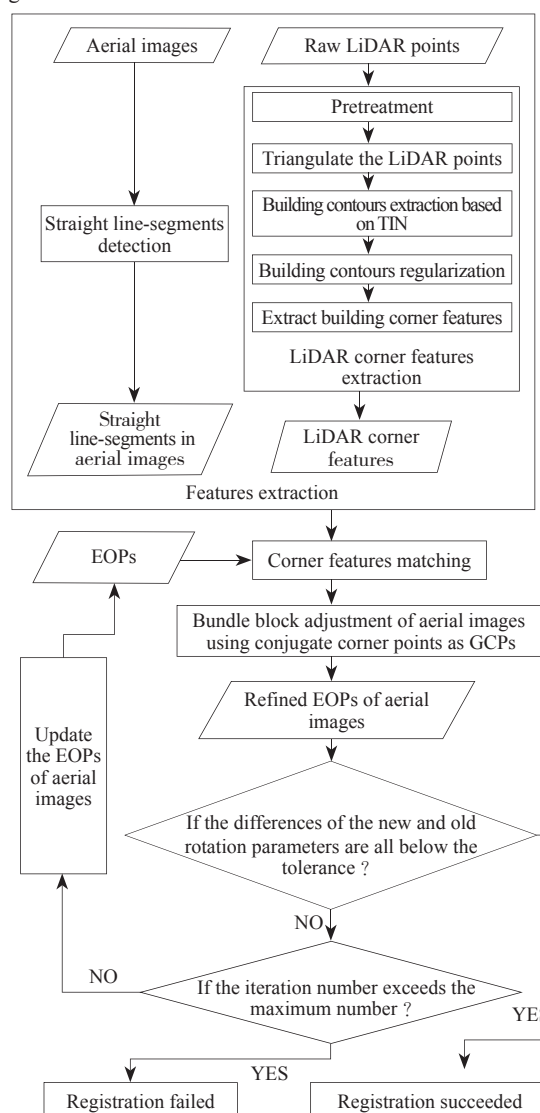 Aerial images
Raw LiDAR points
Pretreatment
Triangulate the LiDAR points
Building contours extraction based
on TIN
Building contours regularization
Extract building corner features
LiDAR corner features
extraction
Straight line-segments
detection
Straight
line-segments in
aerial images
LiDAR corner
features
Features extraction
EOPs
Corner features matching
Bundle block adjustment of aerial images
using conjugate corner points as GCPs
Refined EOPs of aerial
images
Update
the EOPs
of aerial
images
If the differences of the new and old
rotation parameters are all below the
tolerance ?
NO
NO
If the iteration number exceeds the
maximum number ?
YES
YES
Registration failed
Registration succeeded